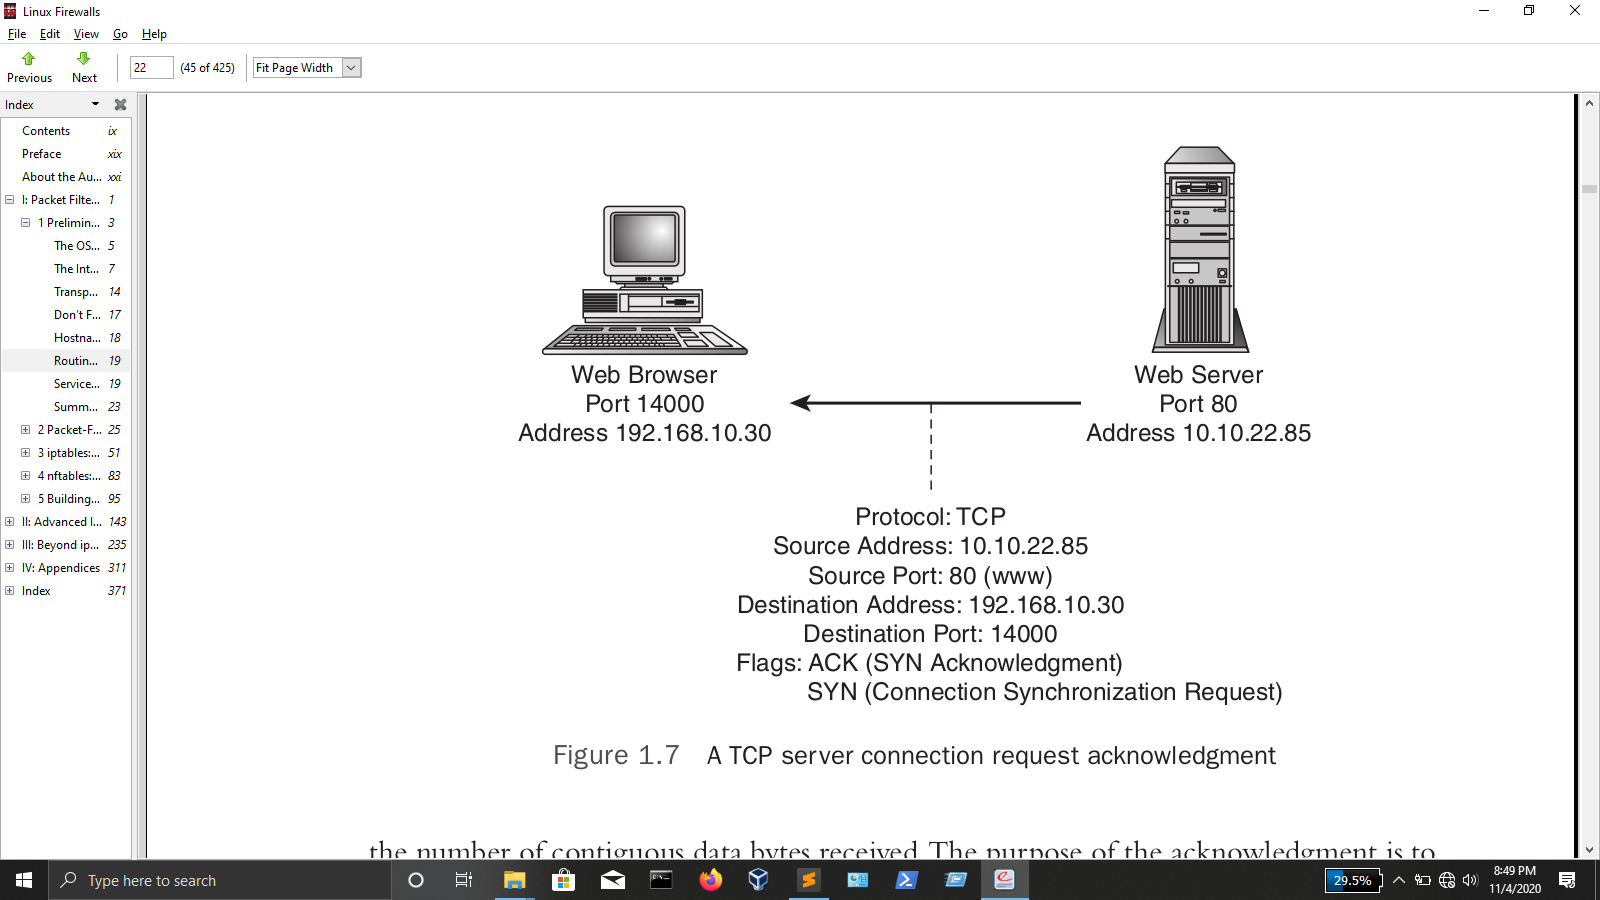 Linux Firewalls
File Edit View Go Help
Previous Next 22 (45 of 425) Fit Page Width
Index
Contents ix
Preface xix
About the Au... xxi
I: Packet Filte... 1
1 Prelimin... 3
The OS... 5
The Int... 7
Transp... 14
Don't F... 17
Hostna... 18
Routin... 19
Service... 19
Summ... 23
2 Packet-F... 25
3 iptables:... 51
4 nftables:... 83
5 Building... 95
II: Advanced I... 143
III: Beyond ip... 235
IV: Appendices 311
Index 371
Web Browser
Port 14000
Address 192.168.10.30
Web Server
Port 80
Address 10.10.22.85
Protocol: TCP
Source Address: 10.10.22.85
Source Port: 80 (www)
Destination Address: 192.168.10.30
Destination Port: 14000
Flags: ACK (SYN Acknowledgment)
SYN (Connection Synchronization Request)
Figure 1.7 A TCP server connection request acknowledgment
the number of contiguous data bytes received. The purpose of the acknowledgment is to
Type here to search
29.5%
8:49 PM
11/4/2020